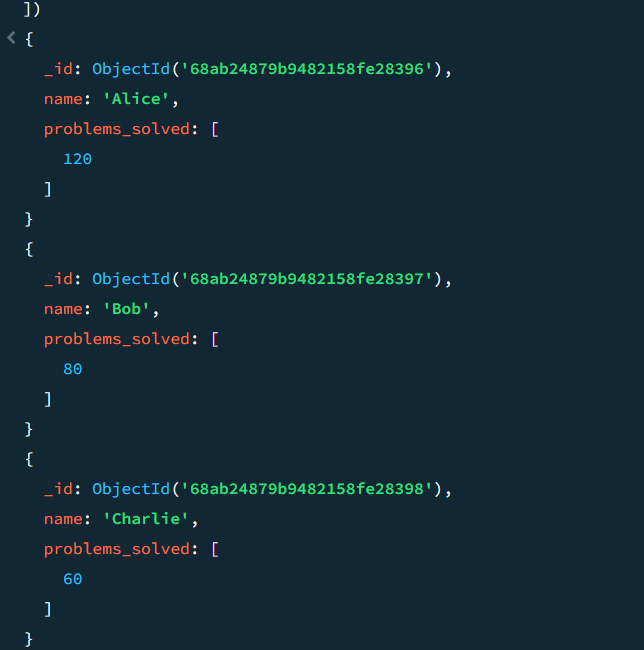 ])
{
  _id: ObjectId('68ab24879b9482158fe28396'),
  name: 'Alice',
  problems_solved: [
    120
  ]
}
{
  _id: ObjectId('68ab24879b9482158fe28397'),
  name: 'Bob',
  problems_solved: [
    80
  ]
}
{
  _id: ObjectId('68ab24879b9482158fe28398'),
  name: 'Charlie',
  problems_solved: [
    60
  ]
}